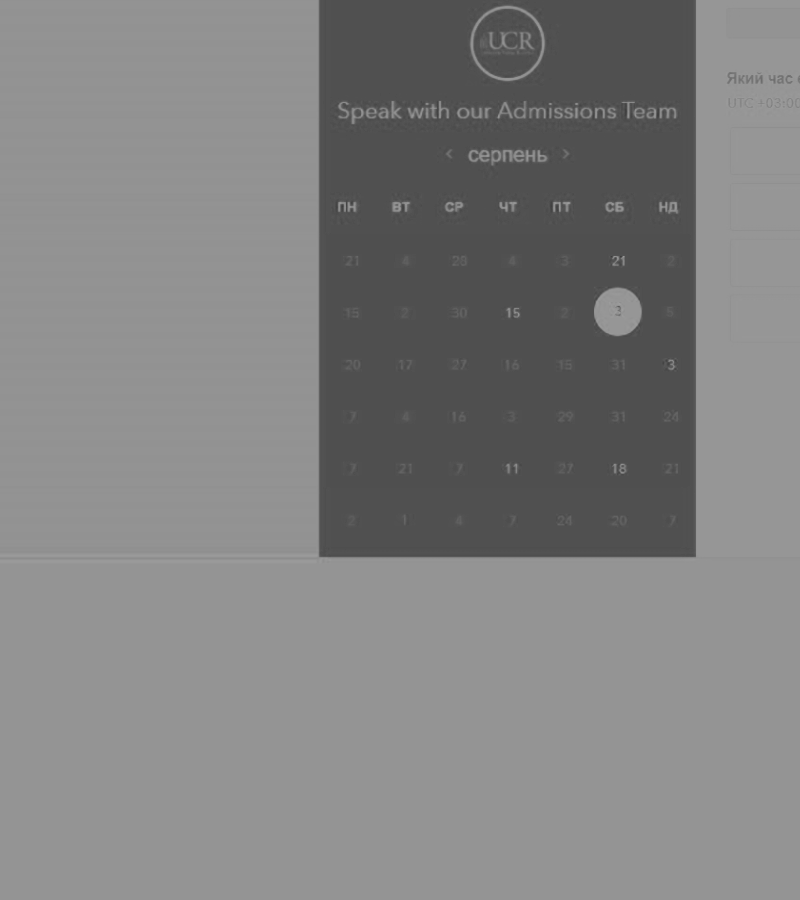 UCR
Speak with our Admissions Team
‹ серпень ›
ПН ВТ СР ЧТ ПТ СБ НД
21 4 20 4 3 21 2
15 2 30 15 2 3 5
20 17 27 16 15 31 3
7 4 16 3 29 31 24
7 21 7 11 27 18 21
2 1 4 7 24 20 7
Який час
UTC +03:00